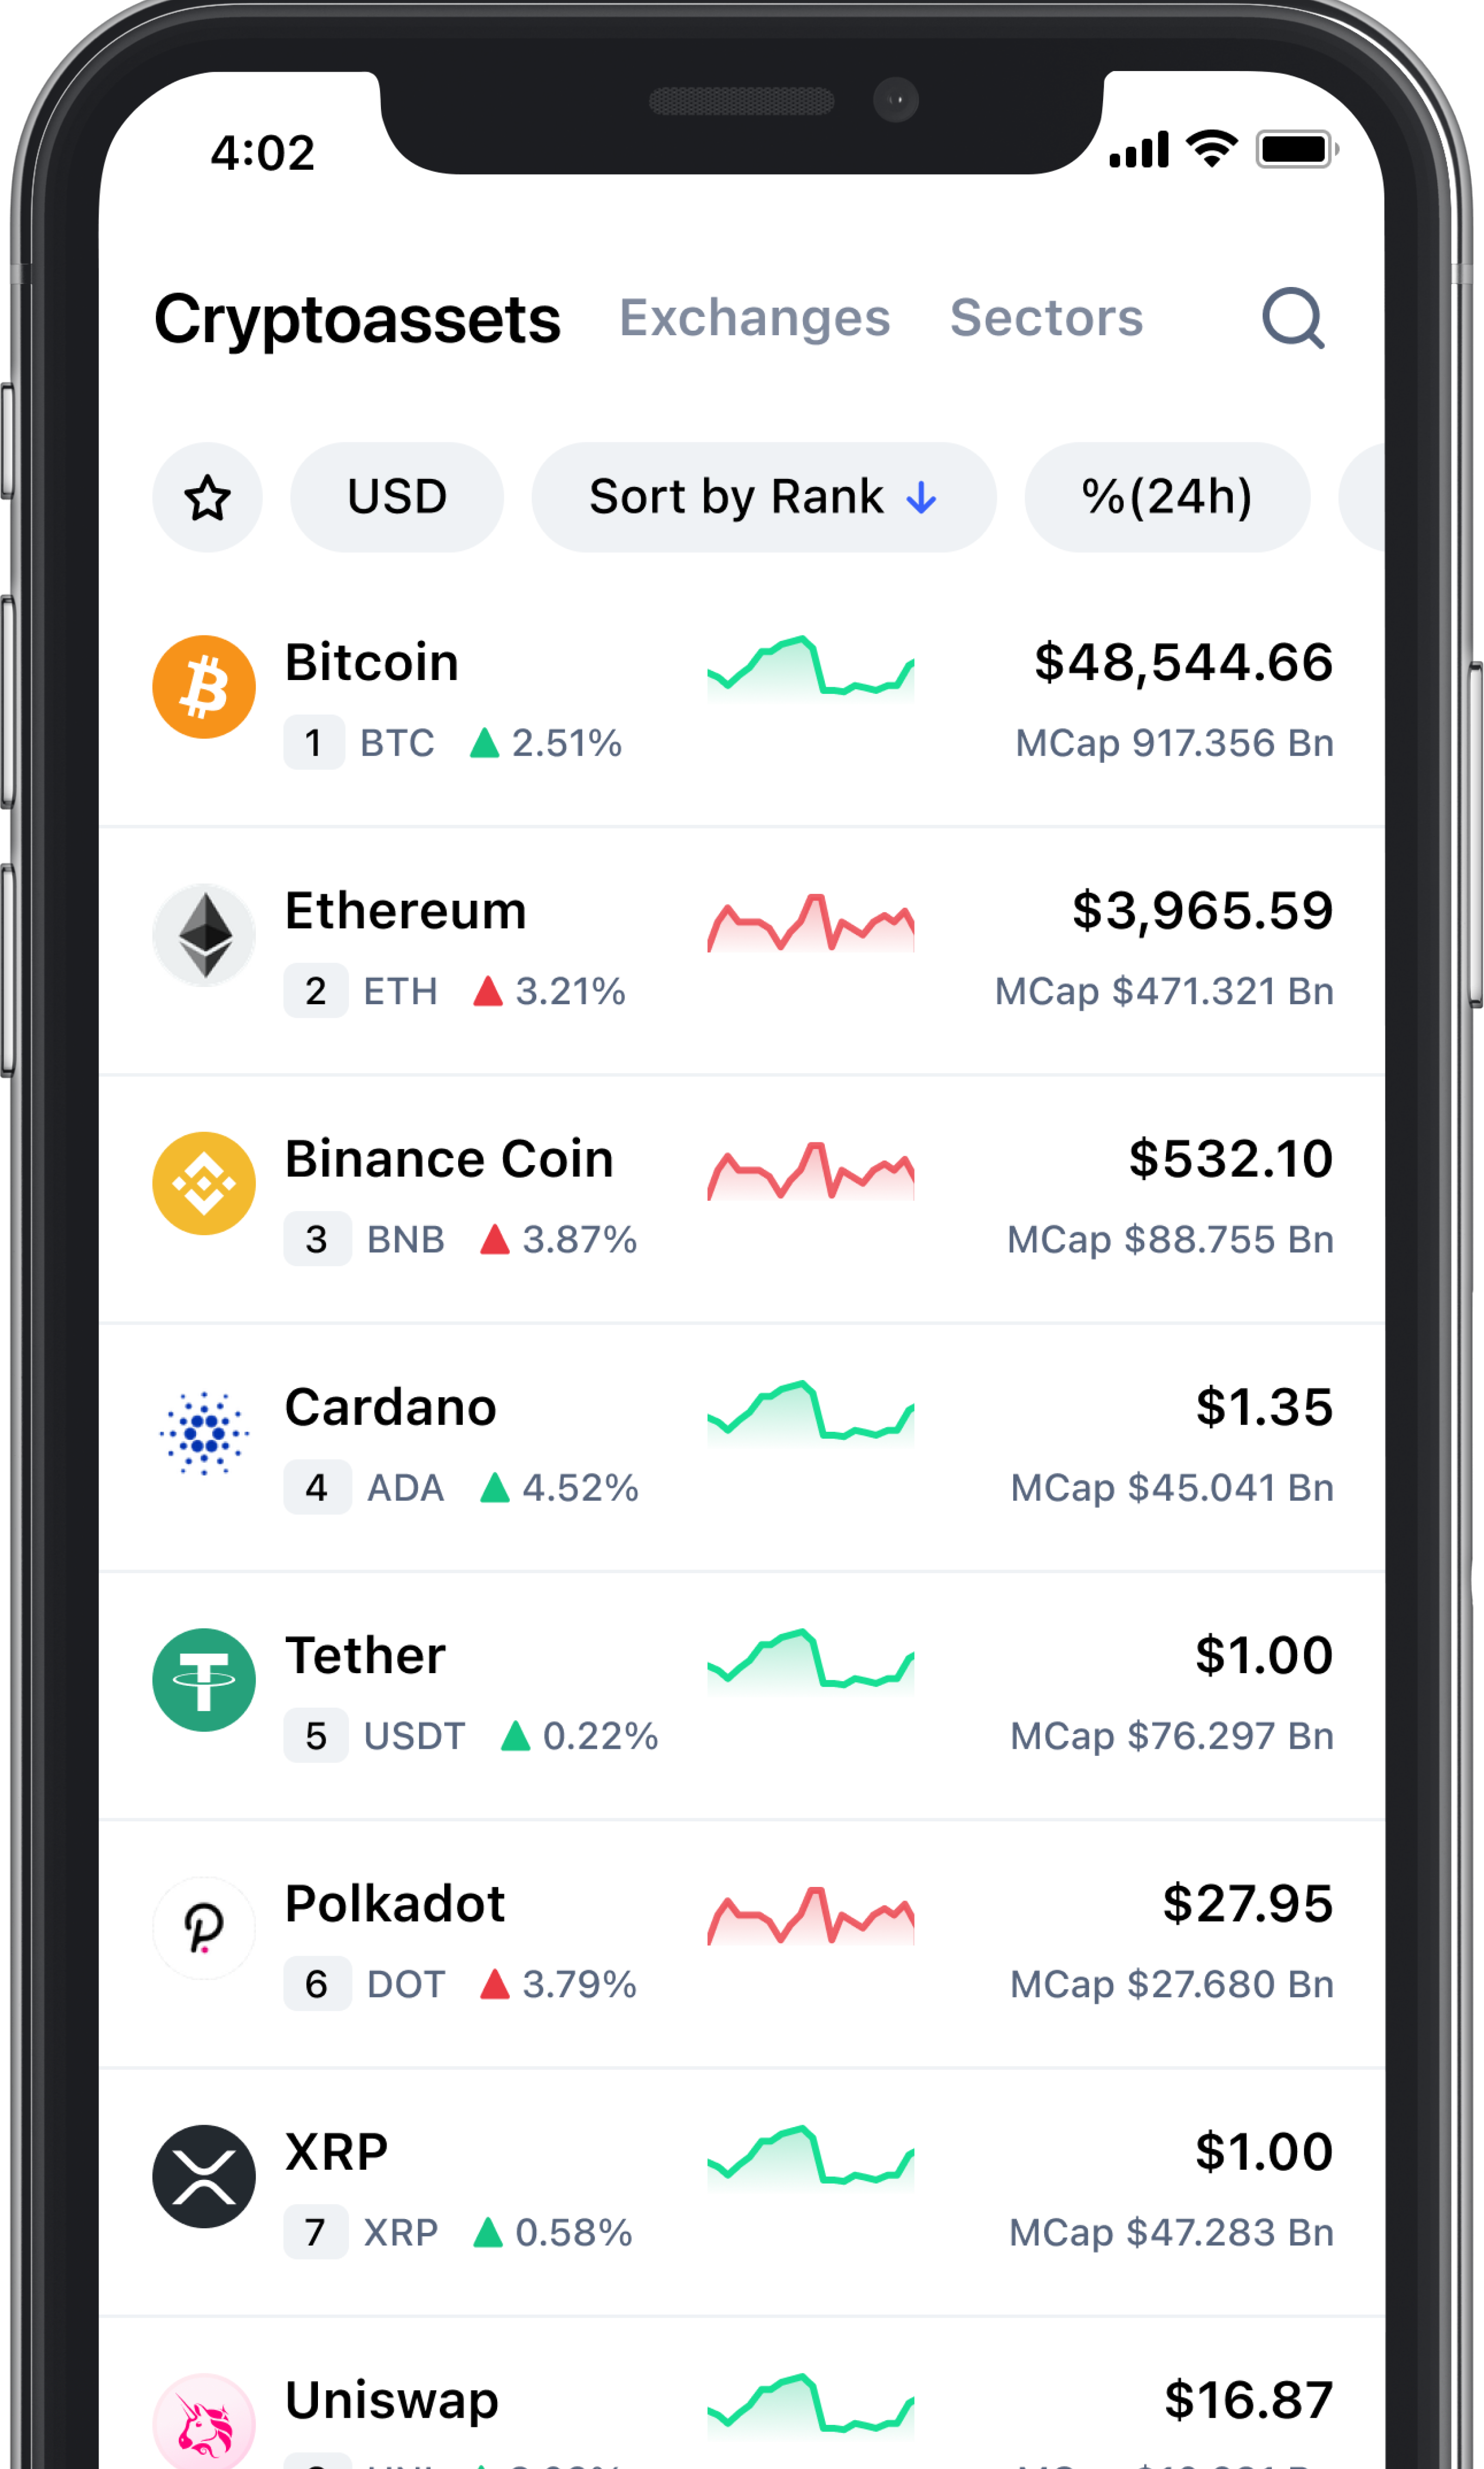 4:02
Cryptoassets Exchanges Sectors
USD Sort by Rank ↓ %(24h)
Bitcoin $48,544.66
1 BTC ▲ 2.51% MCap 917.356 Bn
Ethereum $3,965.59
2 ETH ▲ 3.21% MCap $471.321 Bn
Binance Coin $532.10
3 BNB ▲ 3.87% MCap $88.755 Bn
Cardano $1.35
4 ADA ▲ 4.52% MCap $45.041 Bn
Tether $1.00
5 USDT ▲ 0.22% MCap $76.297 Bn
Polkadot $27.95
6 DOT ▲ 3.79% MCap $27.680 Bn
XRP $1.00
7 XRP ▲ 0.58% MCap $47.283 Bn
Uniswap $16.87